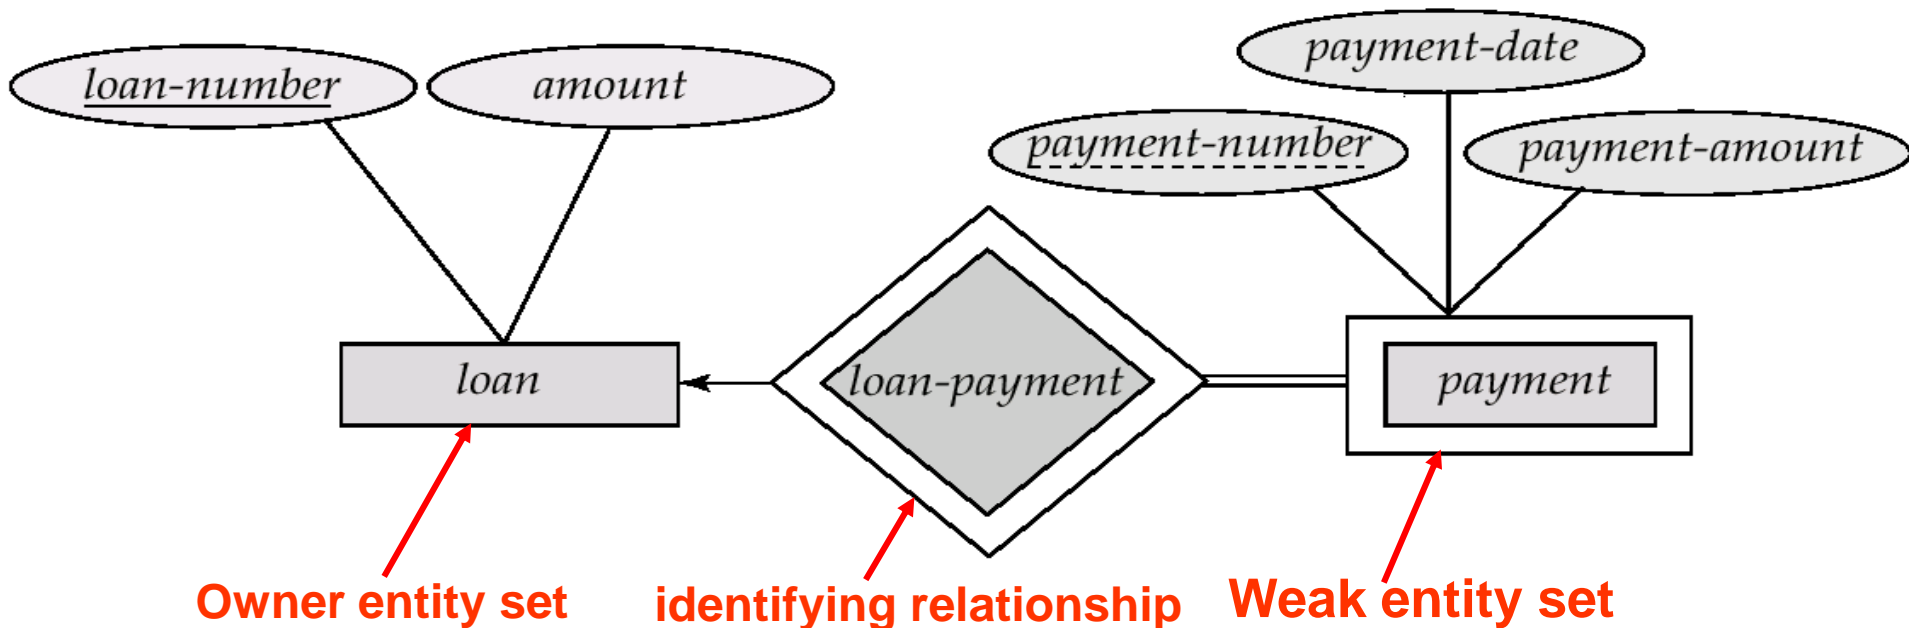 loan-number
amount
payment-date
payment-number
payment-amount
loan
loan-payment
payment
Owner entity set
identifying relationship
Weak entity set